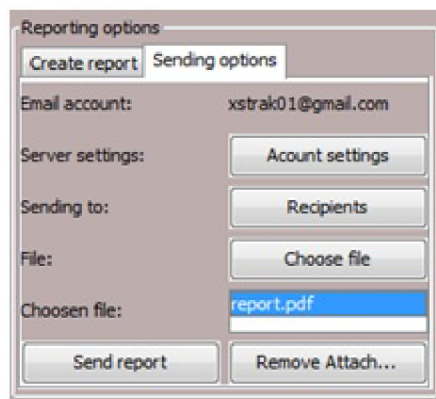 Reporting options
Create report Sending options
Email account: xstrak01@gmail.com
Server settings: Acount settings
Sending to: Recipients
File: Choose file
Choosen file: report.pdf
Send report Remove Attach...